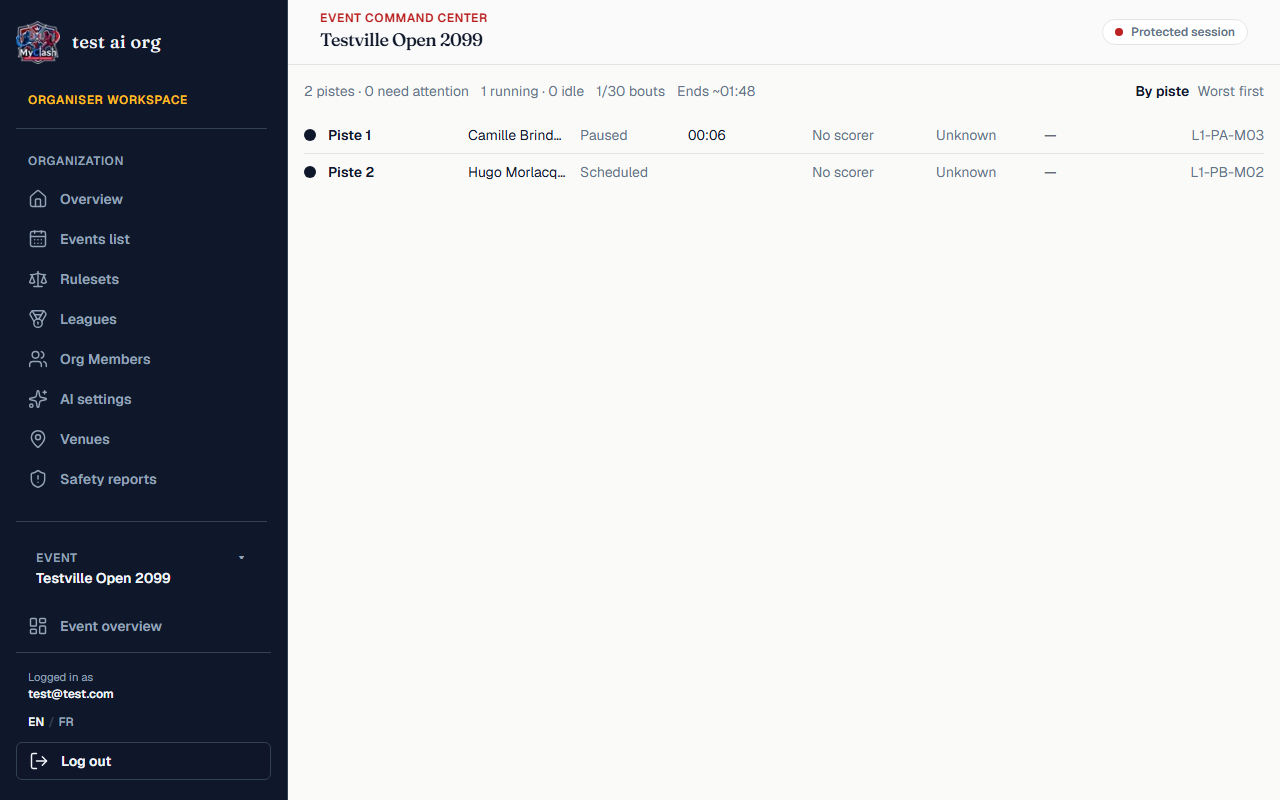 MyClash
test ai org
ORGANISER WORKSPACE
ORGANIZATION
Overview
Events list
Rulesets
Leagues
Org Members
AI settings
Venues
Safety reports
EVENT
Testville Open 2099
Event overview
Logged in as
test@test.com
EN / FR
Log out
EVENT COMMAND CENTER
Testville Open 2099
Protected session
2 pistes · 0 need attention 1 running · 0 idle 1/30 bouts Ends ~01:48 By piste Worst first
Piste 1 Camille Brind… Paused 00:06 No scorer Unknown — L1-PA-M03
Piste 2 Hugo Morlacq… Scheduled No scorer Unknown — L1-PB-M02